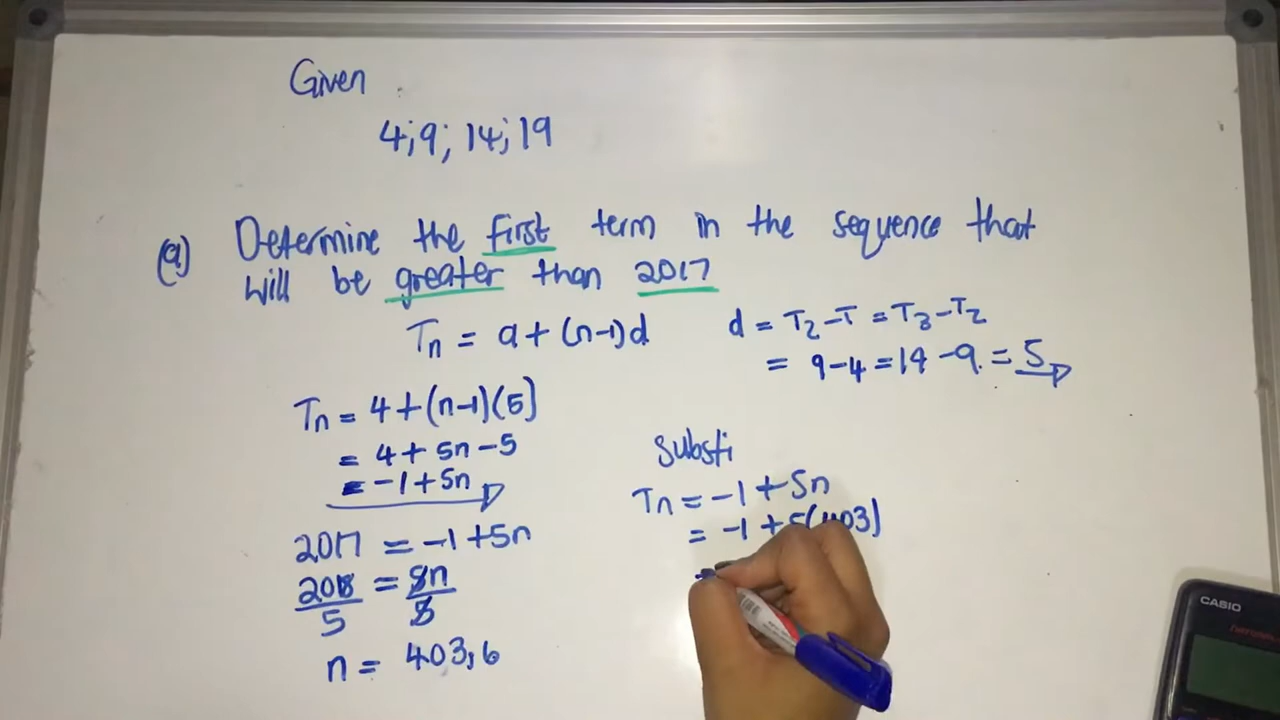 Given
4; 9; 14; 19
(a) Determine the first term in the sequence that
will be greater than 2017
Tn = a + (n-1)d
d = T2 - T = T3 - T2
= 9-4 = 14 - 9 = 5
Tn = 4 + (n-1)(5)
= 4 + 5n - 5
= -1 + 5n
2017 = -1 + 5n
2018/5 = 5n/5
n = 403,6
Substi
Tn = -1 + 5n
= -1 + 5(403)
CASIO